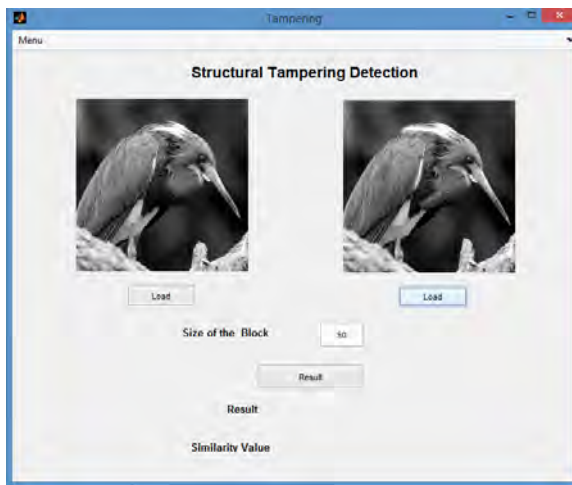 Tampering
Menu
Structural Tampering Detection
Load
Load
Size of the Block
50
Result
Result
Similarity Value